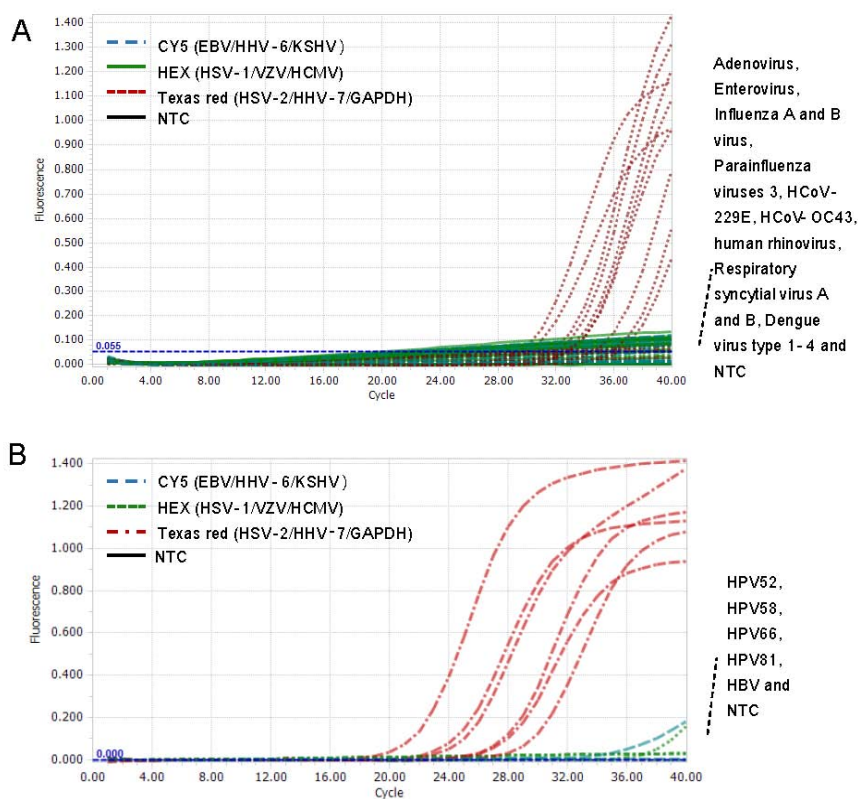 A
1.400
1.300
1.200
1.100
1.000
0.900
0.800
0.700
0.600
0.500
0.400
0.300
0.200
0.100
0.000
Fluorescence
CY5 (EBV/HHV-6/KSHV)
HEX (HSV-1/VZV/HCMV)
Texas red (HSV-2/HHV-7/GAPDH)
NTC
0.055
0.00 4.00 8.00 12.00 16.00 20.00 24.00 28.00 32.00 36.00 40.00
Cycle
Adenovirus,
Enterovirus,
Influenza A and B
virus,
Parainfluenza
viruses 3, HCoV-
229E, HCoV- OC43,
human rhinovirus,
Respiratory
syncytial virus A
and B, Dengue
virus type 1-4 and
NTC
B
1.400
1.200
1.000
0.800
0.600
0.400
0.200
0.000
Fluorescence
CY5 (EBV/HHV-6/KSHV)
HEX (HSV-1/VZV/HCMV)
Texas red (HSV-2/HHV-7/GAPDH)
NTC
0.000
0.00 4.00 8.00 12.00 16.00 20.00 24.00 28.00 32.00 36.00 40.00
Cycle
HPV52,
HPV58,
HPV66,
HPV81,
HBV and
NTC